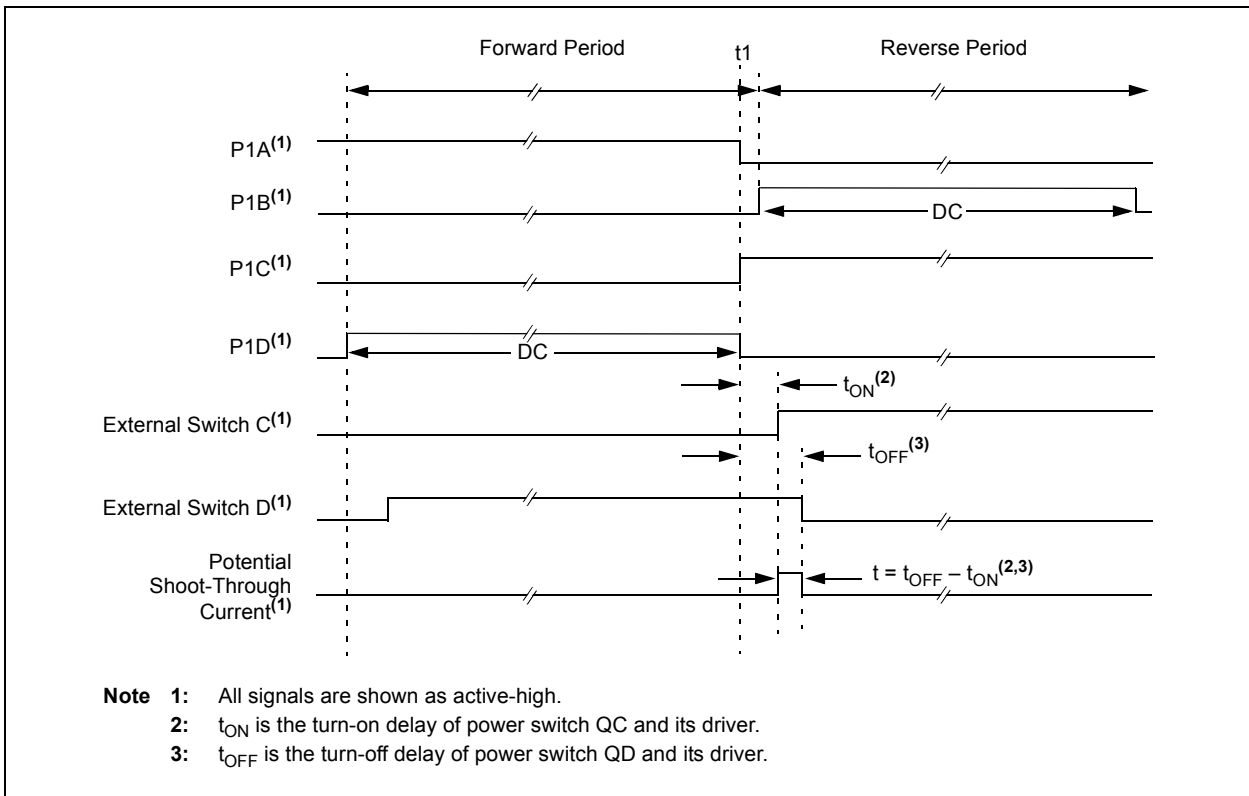 Forward Period
t1
Reverse Period
P1A(1)
P1B(1)
DC
P1C(1)
P1D(1)
DC
tON(2)
External Switch C(1)
tOFF(3)
External Switch D(1)
Potential
Shoot-Through
Current(1)
t = tOFF – tON(2,3)
Note 1: All signals are shown as active-high.
2: tON is the turn-on delay of power switch QC and its driver.
3: tOFF is the turn-off delay of power switch QD and its driver.